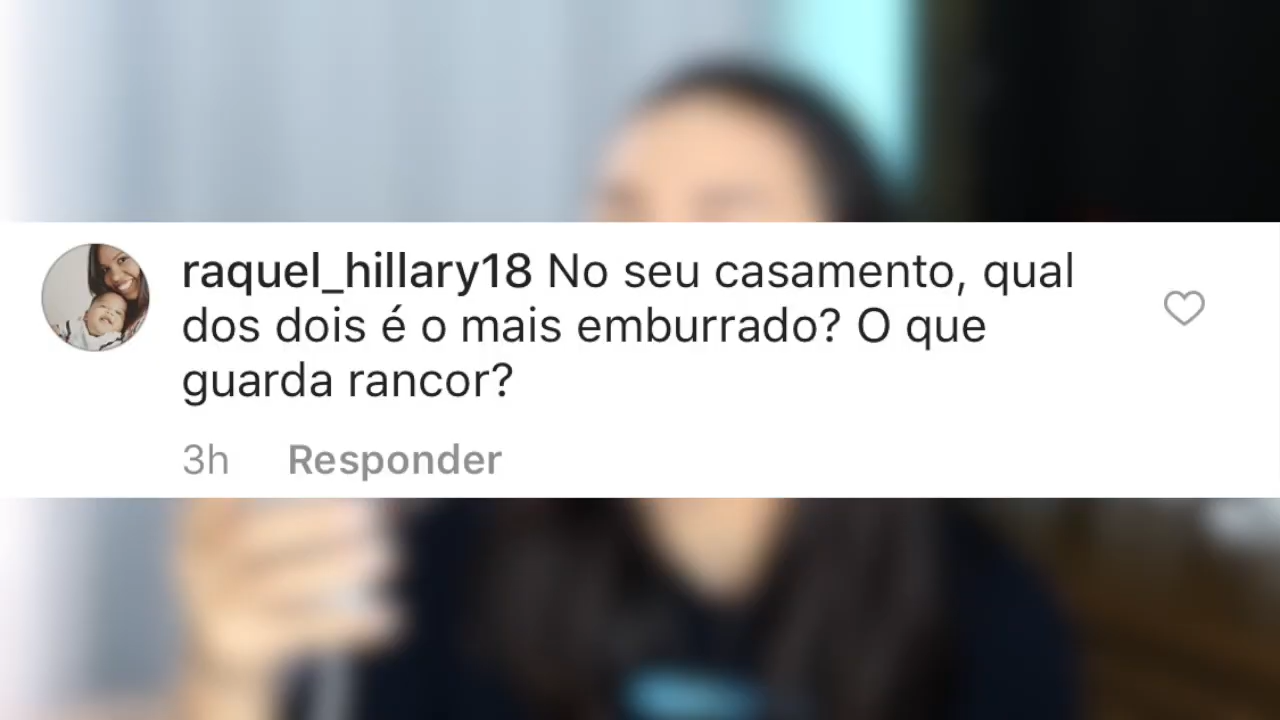 raquel_hillary18 No seu casamento, qual
dos dois é o mais emburrado? O que
guarda rancor?
3h Responder